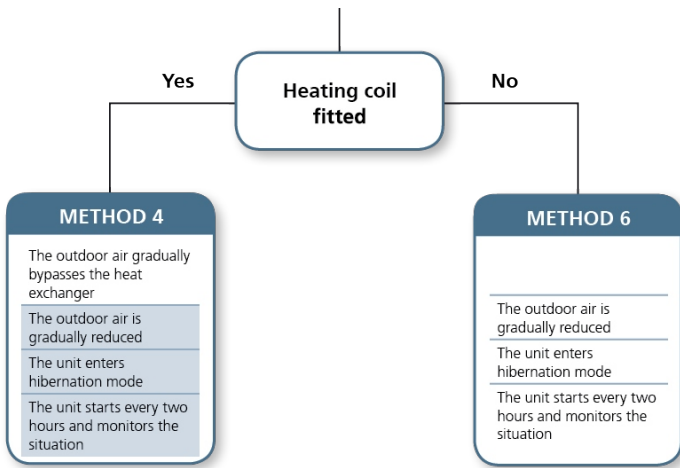 Yes
Heating coil
fitted
No
METHOD 4
The outdoor air gradually
bypasses the heat
exchanger
The outdoor air is
gradually reduced
The unit enters
hibernation mode
The unit starts every two
hours and monitors the
situation
METHOD 6
The outdoor air is
gradually reduced
The unit enters
hibernation mode
The unit starts every two
hours and monitors the
situation